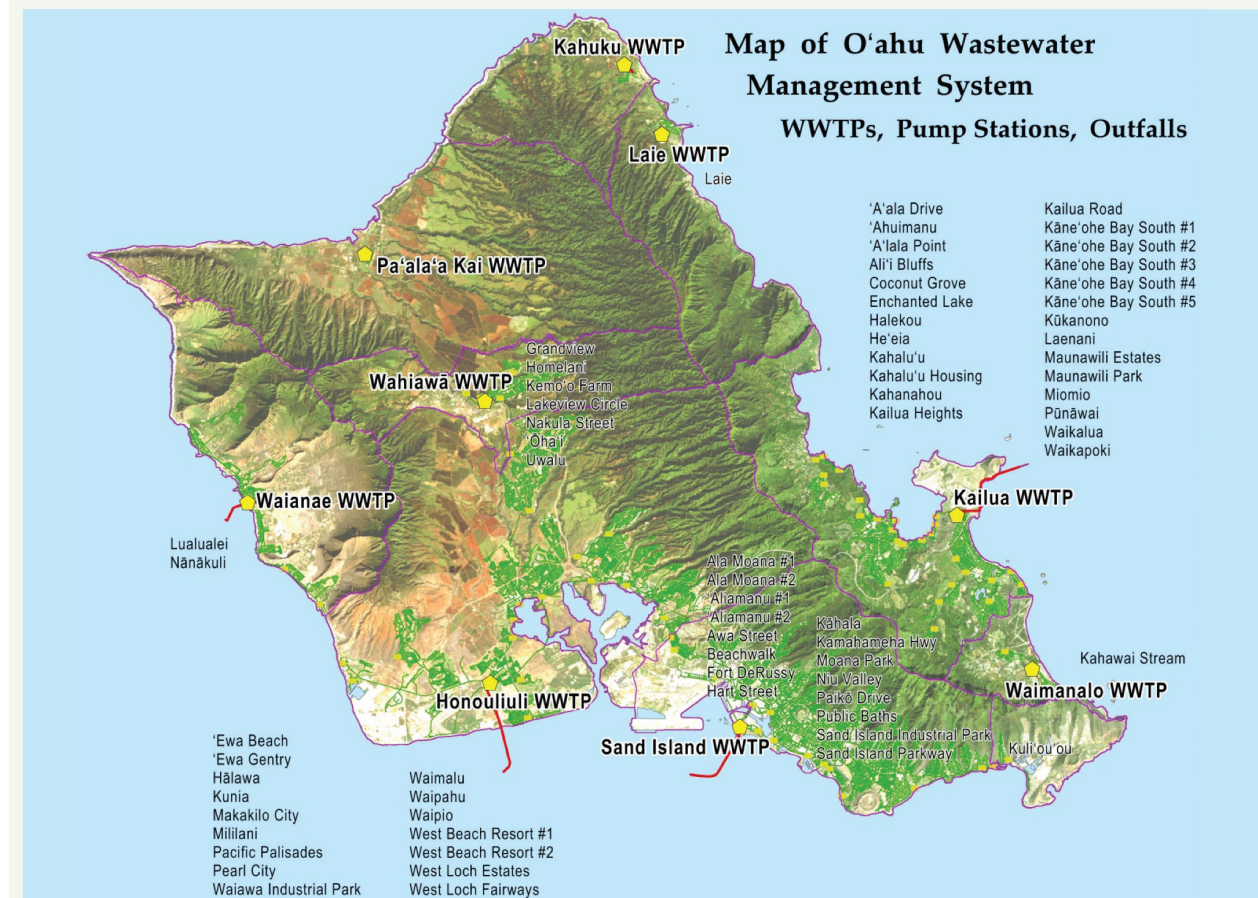 Map of Oʻahu Wastewater
Management System
WWTPs, Pump Stations, Outfalls
Kahuku WWTP
Laie WWTP
Laie
Paʻalaʻa Kai WWTP
ʻAʻala Drive
ʻAhuimanu
ʻAʻlala Point
Aliʻi Bluffs
Coconut Grove
Enchanted Lake
Halekou
Heʻeia
Kahaluʻu
Kahaluʻu Housing
Kahanahou
Kailua Heights
Kailua Road
Kāneʻohe Bay South #1
Kāneʻohe Bay South #2
Kāneʻohe Bay South #3
Kāneʻohe Bay South #4
Kāneʻohe Bay South #5
Kūkanono
Laenani
Maunawili Estates
Maunawili Park
Miomio
Pūnāwai
Waikalua
Waikapoki
Wahiawā WWTP
Grandview
Homelani
Kemoʻo Farm
Lakeview Circle
Nakula Street
ʻŌhaʻi
Uwalu
Waianae WWTP
Lualualei
Nānākuli
Kailua WWTP
Ala Moana #1
Ala Moana #2
ʻAliamanu #1
ʻAliamanu #2
Awa Street
Beachwalk
Fort DeRussy
Hart Street
Kāhala
Kamahameha Hwy
Moana Park
Niu Valley
Paikō Drive
Public Baths
Sand Island Industrial Park
Sand Island Parkway
Kahawai Stream
Waimanalo WWTP
Kuliʻouʻou
Honouliuli WWTP
Sand Island WWTP
ʻEwa Beach
ʻEwa Gentry
Hālawa
Kunia
Makakilo City
Mililani
Pacific Palisades
Pearl City
Waiawa Industrial Park
Waimalu
Waipahu
Waipio
West Beach Resort #1
West Beach Resort #2
West Loch Estates
West Loch Fairways